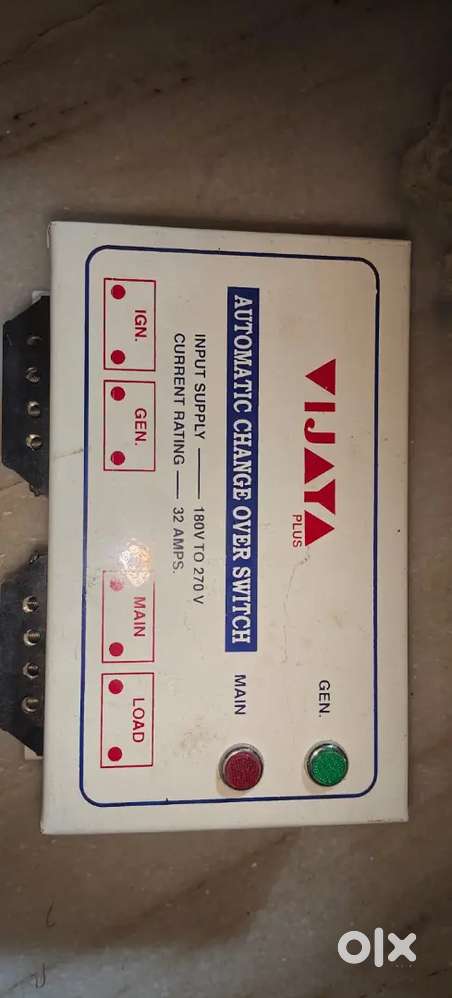 VIJAYA
PLUS
AUTOMATIC CHANGE OVER SWITCH
INPUT SUPPLY — 180V TO 270 V
CURRENT RATING — 32 AMPS.
GEN.
MAIN
IGN.
GEN.
MAIN
LOAD
olx